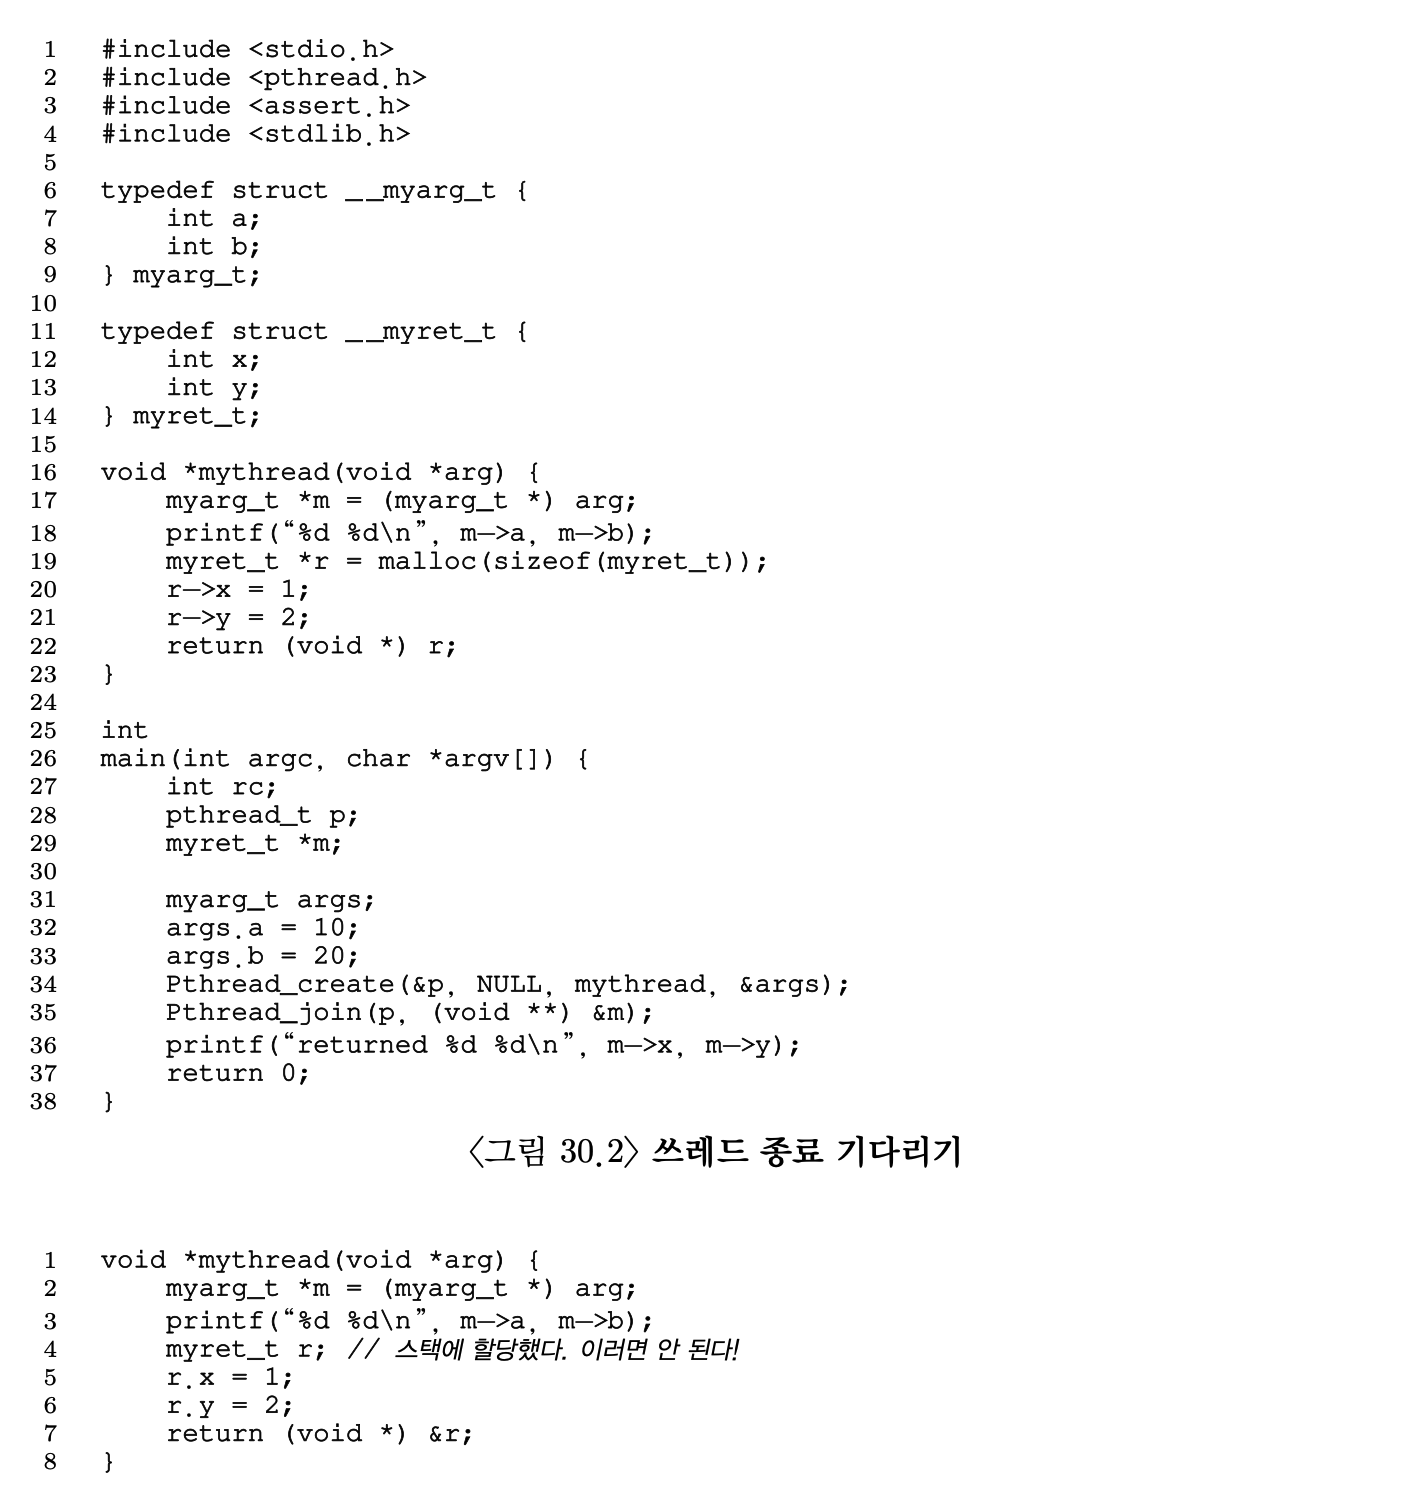 1 #include <stdio.h>
2 #include <pthread.h>
3 #include <assert.h>
4 #include <stdlib.h>
5
6 typedef struct __myarg_t {
7     int a;
8     int b;
9 } myarg_t;
10
11 typedef struct __myret_t {
12     int x;
13     int y;
14 } myret_t;
15
16 void *mythread(void *arg) {
17     myarg_t *m = (myarg_t *) arg;
18     printf(“%d %d\n”, m—>a, m—>b);
19     myret_t *r = malloc(sizeof(myret_t));
20     r—>x = 1;
21     r—>y = 2;
22     return (void *) r;
23 }
24
25 int
26 main(int argc, char *argv[]) {
27     int rc;
28     pthread_t p;
29     myret_t *m;
30
31     myarg_t args;
32     args.a = 10;
33     args.b = 20;
34     Pthread_create(&p, NULL, mythread, &args);
35     Pthread_join(p, (void **) &m);
36     printf(“returned %d %d\n”, m—>x, m—>y);
37     return 0;
38 }
〈그림 30.2〉 쓰레드 종료 기다리기
1 void *mythread(void *arg) {
2     myarg_t *m = (myarg_t *) arg;
3     printf(“%d %d\n”, m—>a, m—>b);
4     myret_t r; // 스택에 할당했다. 이러면 안 된다!
5     r.x = 1;
6     r.y = 2;
7     return (void *) &r;
8 }